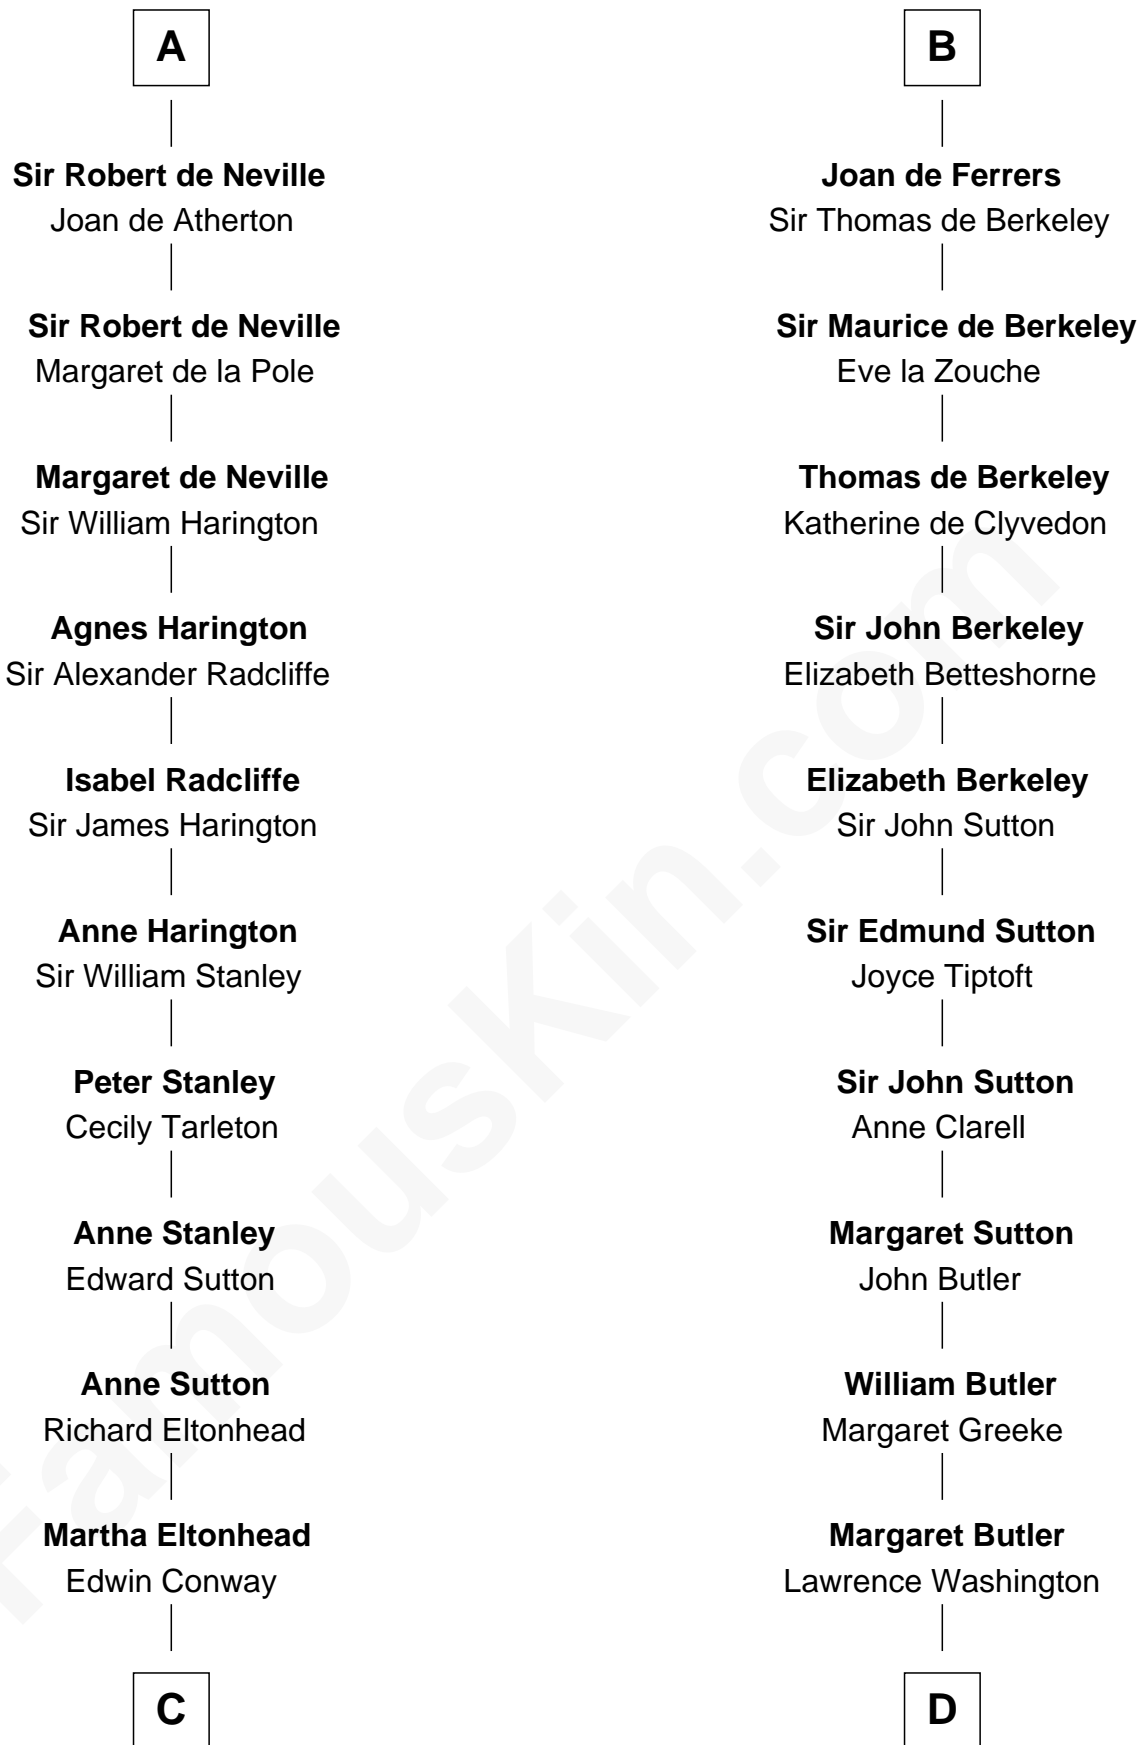 A
Sir Robert de Neville
Joan de Atherton
Sir Robert de Neville
Margaret de la Pole
Margaret de Neville
Sir William Harington
Agnes Harington
Sir Alexander Radcliffe
Isabel Radcliffe
Sir James Harington
Anne Harington
Sir William Stanley
Peter Stanley
Cecily Tarleton
Anne Stanley
Edward Sutton
Anne Sutton
Richard Eltonhead
Martha Eltonhead
Edwin Conway
C
B
Joan de Ferrers
Sir Thomas de Berkeley
Sir Maurice de Berkeley
Eve la Zouche
Thomas de Berkeley
Katherine de Clyvedon
Sir John Berkeley
Elizabeth Betteshorne
Elizabeth Berkeley
Sir John Sutton
Sir Edmund Sutton
Joyce Tiptoft
Sir John Sutton
Anne Clarell
Margaret Sutton
John Butler
William Butler
Margaret Greeke
Margaret Butler
Lawrence Washington
D
FamousKin.com